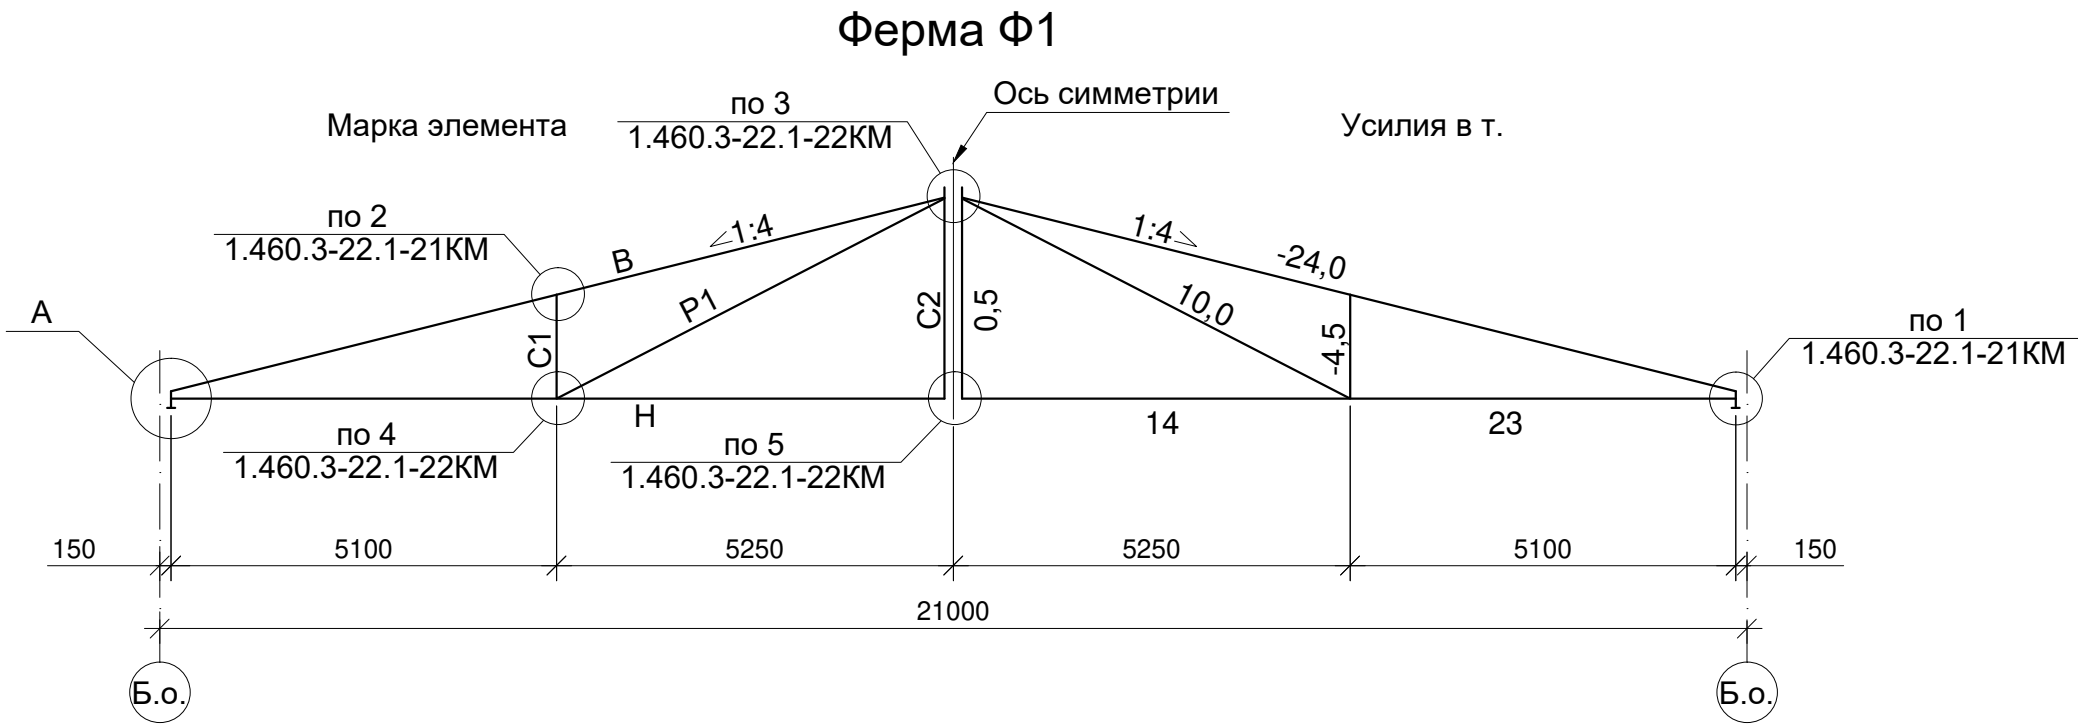 Ферма Ф1
Марка элемента
по 3
1.460.3-22.1-22КМ
Ось симметрии
Усилия в т.
по 2
1.460.3-22.1-21КМ
<1:4
1:4>
В
-24,0
А
Р1
С2
0,5
10,0
С1
-4,5
по 1
1.460.3-22.1-21КМ
Н
14
23
по 4
1.460.3-22.1-22КМ
по 5
1.460.3-22.1-22КМ
150
5100
5250
5250
5100
150
21000
Б.о.
Б.о.